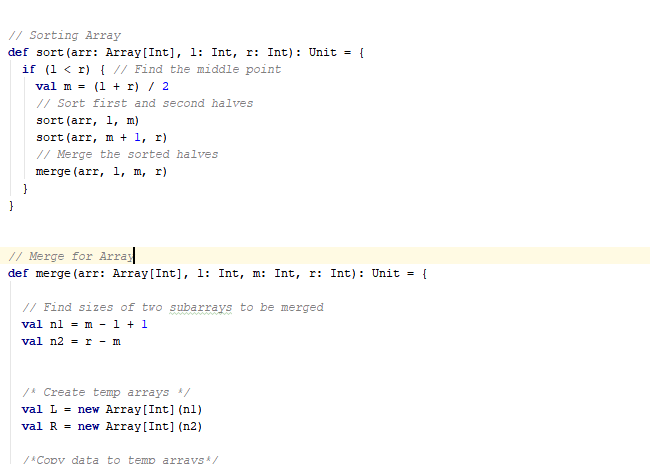 // Sorting Array
def sort(arr: Array[Int], l: Int, r: Int): Unit = {
if (l < r) { // Find the middle point
val m = (l + r) / 2
// Sort first and second halves
sort(arr, l, m)
sort(arr, m + 1, r)
// Merge the sorted halves
merge(arr, l, m, r)
}
}
// Merge for Array
def merge(arr: Array[Int], l: Int, m: Int, r: Int): Unit = {
// Find sizes of two subarrays to be merged
val n1 = m - l + 1
val n2 = r - m
/* Create temp arrays */
val L = new Array[Int](n1)
val R = new Array[Int](n2)
/*Copy data to temp arrays*/